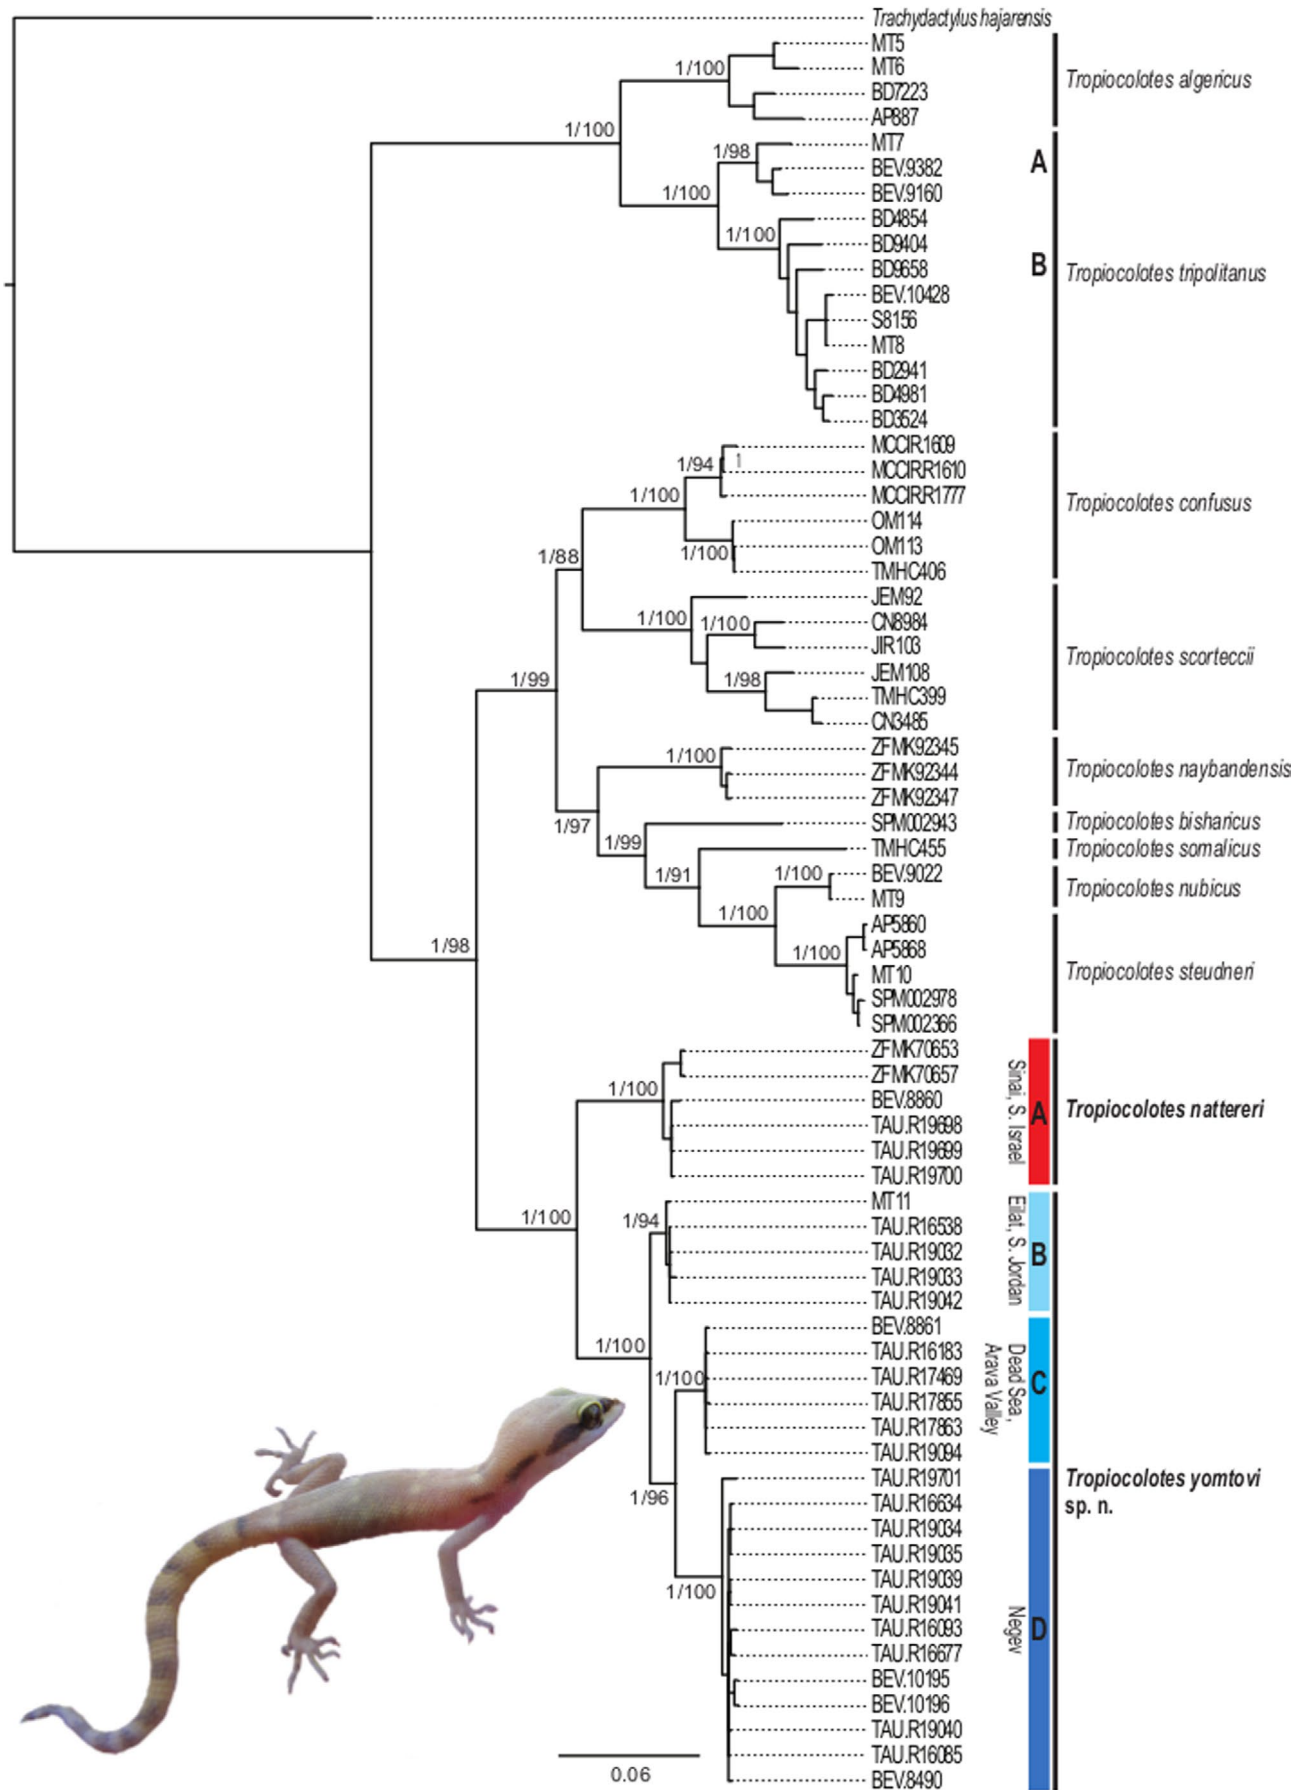 Trachydactylus hajarensis
MT5
MT6
1/100
BD7223
AP887
Tropiocolotes algericus
1/100
MT7
1/98
BEV.9382
BEV.9160
1/100
A
BD4854
1/100
BD9404
BD9658
BEV.10428
S8156
MT8
BD2941
BD4981
BD3524
B
Tropiocolotes tripolitanus
MCCIR.1609
1/94
1
MCCIRR1610
MCCIRR1777
1/100
OM114
OM113
1/100
TMHC406
Tropiocolotes confusus
1/88
JEM92
1/100
CN8984
1/100
JIR103
JEM108
1/98
TMHC399
CN3485
Tropiocolotes scorteccii
1/99
ZFMK92345
1/100
ZFMK92344
ZFMK92347
Tropiocolotes naybandensis
1/97
SPM002943
Tropiocolotes bisharicus
1/99
TMHC455
Tropiocolotes somalicus
1/91
BEV.9022
1/100
MT9
Tropiocolotes nubicus
1/100
AP5860
AP5868
1/100
MT10
SPM002978
SPM002366
Tropiocolotes steudneri
1/98
ZFMK70653
ZFMK70657
1/100
BEV.8860
TAU.R19698
TAU.R19699
TAU.R19700
Sinai, S. Israel
A
Tropiocolotes nattereri
1/100
MT11
1/94
TAU.R16538
TAU.R19032
TAU.R19033
TAU.R19042
Eilat, S. Jordan
B
1/100
BEV.8861
TAU.R16183
1/100
TAU.R17469
TAU.R17855
TAU.R17863
TAU.R19094
Dead Sea,
Arava Valley
C
1/96
TAU.R19701
TAU.R16634
TAU.R19034
TAU.R19035
TAU.R19039
1/100
TAU.R19041
TAU.R16093
TAU.R16677
BEV.10195
BEV.10196
TAU.R19040
TAU.R16085
BEV.8490
Negev
D
Tropiocolotes yomtovi
sp. n.
0.06